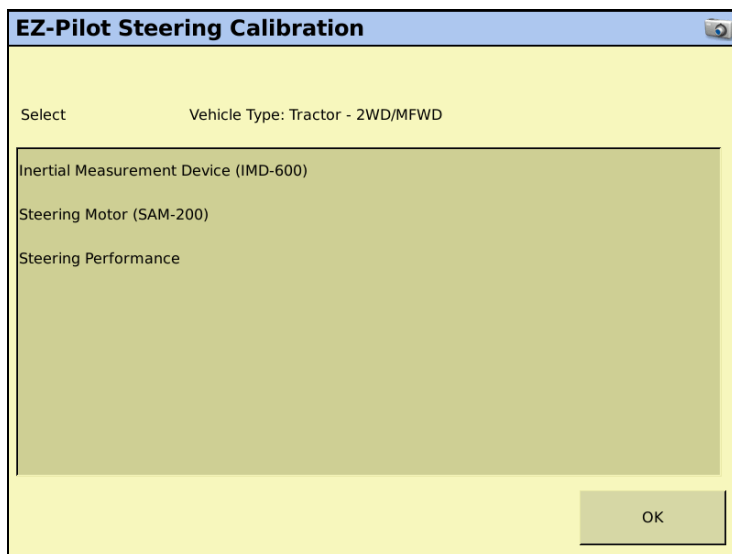 EZ-Pilot Steering Calibration
Select Vehicle Type: Tractor - 2WD/MFWD
Inertial Measurement Device (IMD-600)
Steering Motor (SAM-200)
Steering Performance
OK